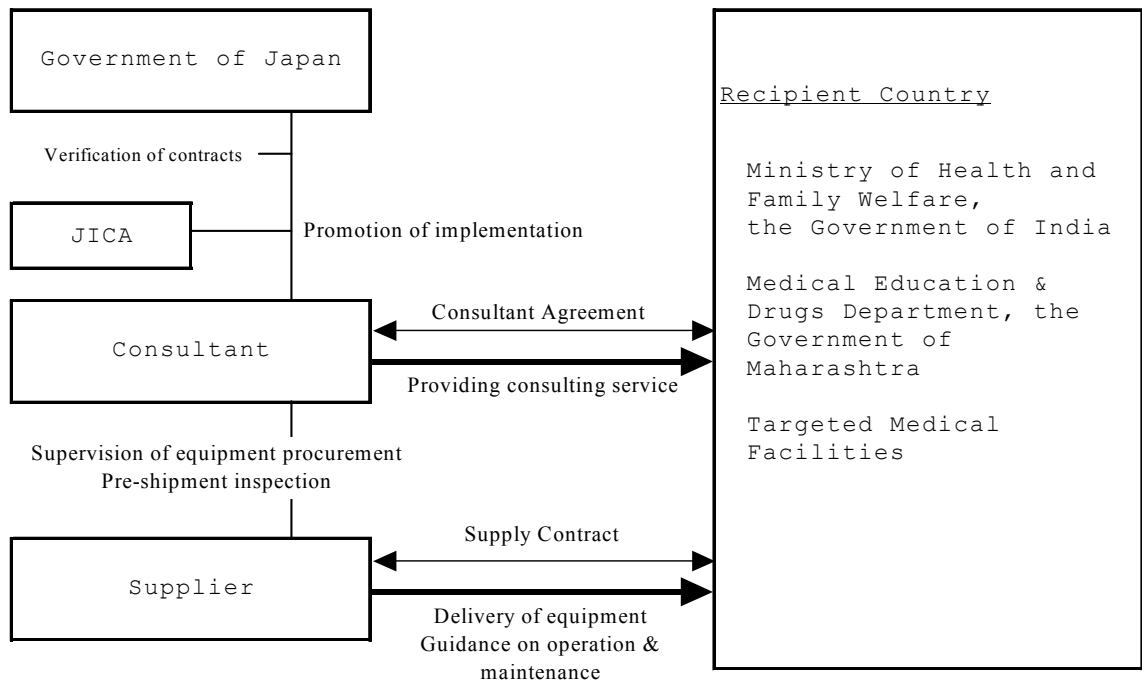 Government of Japan
Verification of contracts
JICA
Promotion of implementation
Consultant
Consultant Agreement
Providing consulting service
Supervision of equipment procurement
Pre-shipment inspection
Supplier
Supply Contract
Delivery of equipment
Guidance on operation &
maintenance
Recipient Country
Ministry of Health and
Family Welfare,
the Government of India
Medical Education &
Drugs Department, the
Government of
Maharashtra
Targeted Medical
Facilities